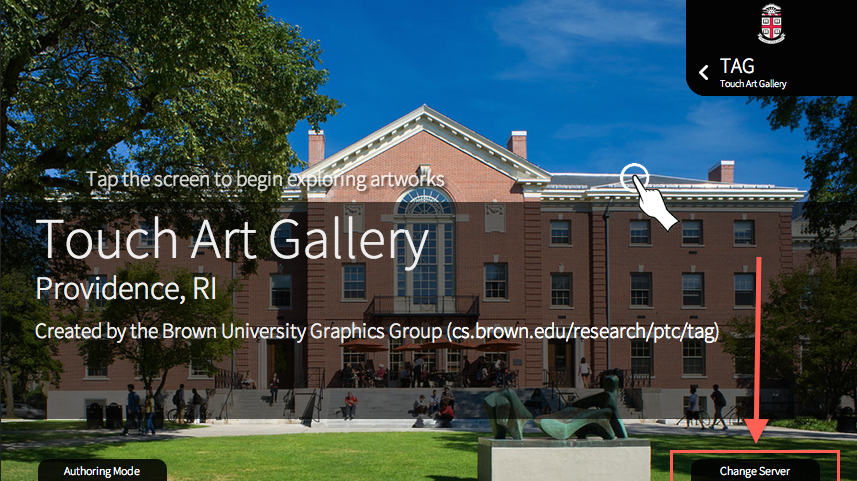 TAG
Touch Art Gallery
Tap the screen to begin exploring artworks
Touch Art Gallery
Providence, RI
Created by the Brown University Graphics Group (cs.brown.edu/research/ptc/tag)
Authoring Mode
Change Server